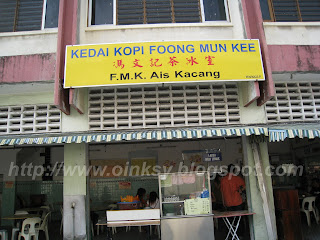 KEDAI KOPI FOONG MUN KEE
馮文記茶冰室
F.M.K. Ais Kacang
http://www.oinksy.blogspot.com